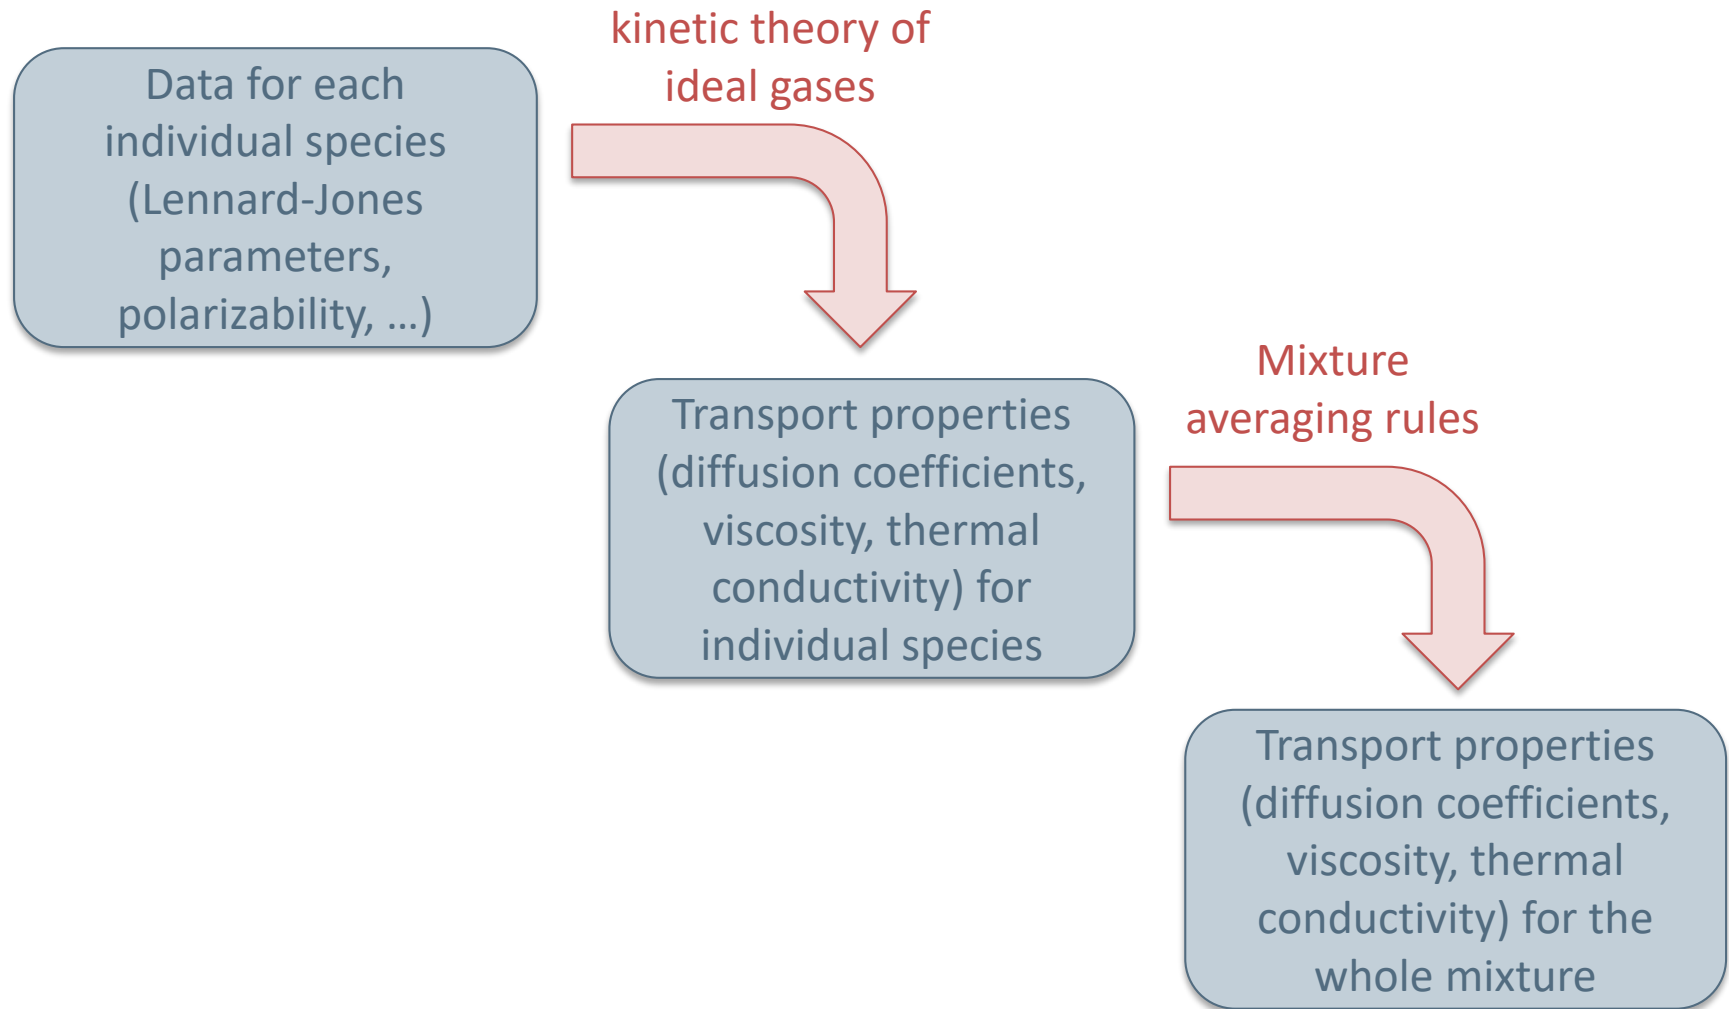 kinetic theory of
ideal gases
Data for each
individual species
(Lennard-Jones
parameters,
polarizability, ...)
Mixture
averaging rules
Transport properties
(diffusion coefficients,
viscosity, thermal
conductivity) for
individual species
Transport properties
(diffusion coefficients,
viscosity, thermal
conductivity) for the
whole mixture